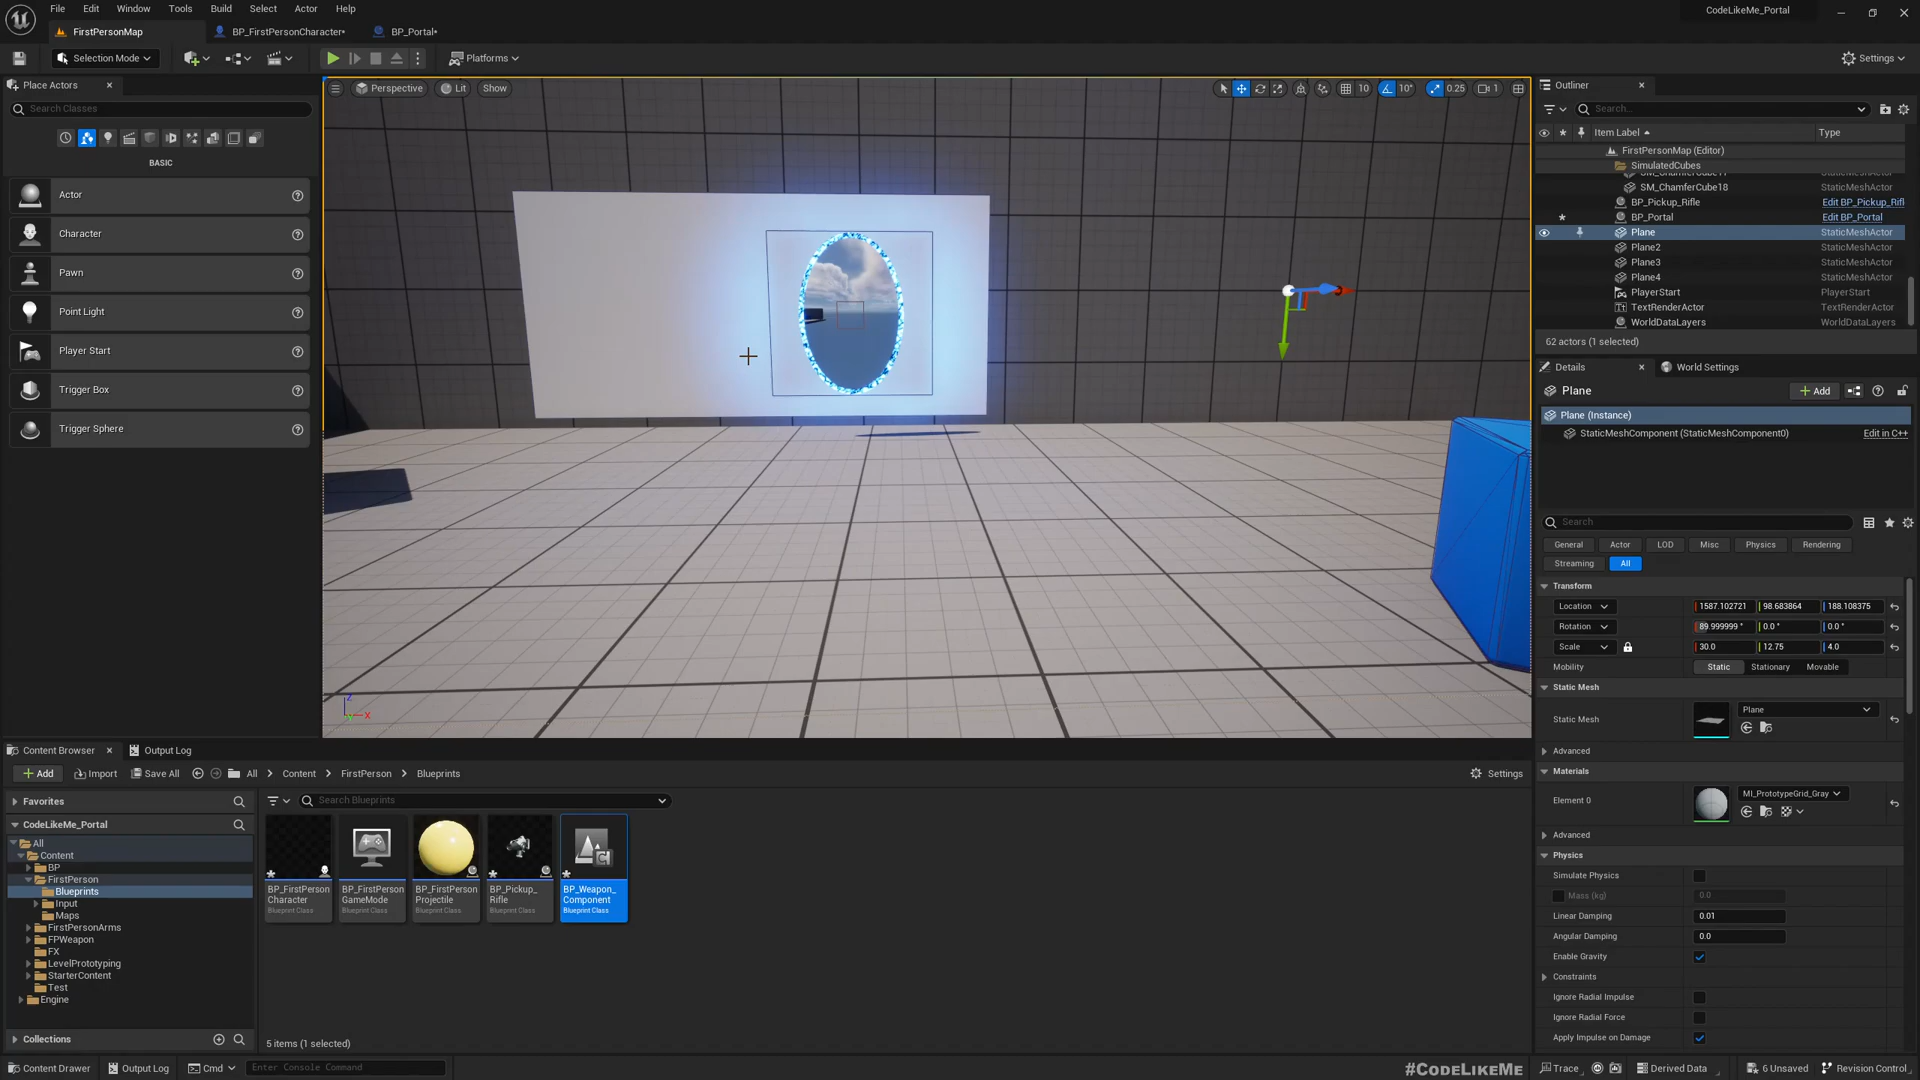 File Edit Window Tools Build Select Actor Help
CodeLikeMe_Portal
FirstPersonMap
BP_FirstPersonCharacter*
BP_Portal*
Selection Mode
Platforms
Settings
Place Actors
Search Classes
BASIC
Actor
Character
Pawn
Point Light
Player Start
Trigger Box
Trigger Sphere
Perspective Lit Show
10 10° 0.25 1
Outliner
Search...
Item Label Type
FirstPersonMap (Editor)
SimulatedCubes
SM_ChamferCube18 StaticMeshActor
BP_Pickup_Rifle Edit BP_Pickup_Rifl
BP_Portal Edit BP_Portal
Plane StaticMeshActor
Plane2 StaticMeshActor
Plane3 StaticMeshActor
Plane4 StaticMeshActor
PlayerStart PlayerStart
TextRenderActor TextRenderActor
WorldDataLayers WorldDataLayers
62 actors (1 selected)
Details World Settings
Plane
Add
Plane (Instance)
StaticMeshComponent (StaticMeshComponent0) Edit in C++
Search
General Actor LOD Misc Physics Rendering
Streaming All
Transform
Location 1587.102721 98.683864 188.108375
Rotation 89.999999 ° 0.0 ° 0.0 °
Scale 30.0 12.75 4.0
Mobility Static Stationary Movable
Static Mesh
Static Mesh Plane
Advanced
Materials
Element 0 MI_PrototypeGrid_Gray
Advanced
Physics
Simulate Physics
Mass (kg) 0.0
Linear Damping 0.01
Angular Damping 0.0
Enable Gravity
Constraints
Ignore Radial Impulse
Ignore Radial Force
Apply Impulse on Damage
Z
X
Content Browser Output Log
Add Import Save All All Content FirstPerson Blueprints Settings
Favorites
CodeLikeMe_Portal
All
Content
BP
FirstPerson
Blueprints
Input
Maps
FirstPersonArms
FPWeapon
FX
LevelPrototyping
StarterContent
Test
Engine
Collections
Search Blueprints
BP_FirstPerson
Character
Blueprint Class
BP_FirstPerson
GameMode
Blueprint Class
BP_FirstPerson
Projectile
Blueprint Class
BP_Pickup_
Rifle
Blueprint Class
BP_Weapon_
Component
Blueprint Class
5 items (1 selected)
Content Drawer Output Log Cmd Enter Console Command
#CodeLikeMe
Trace Derived Data 6 Unsaved Revision Control